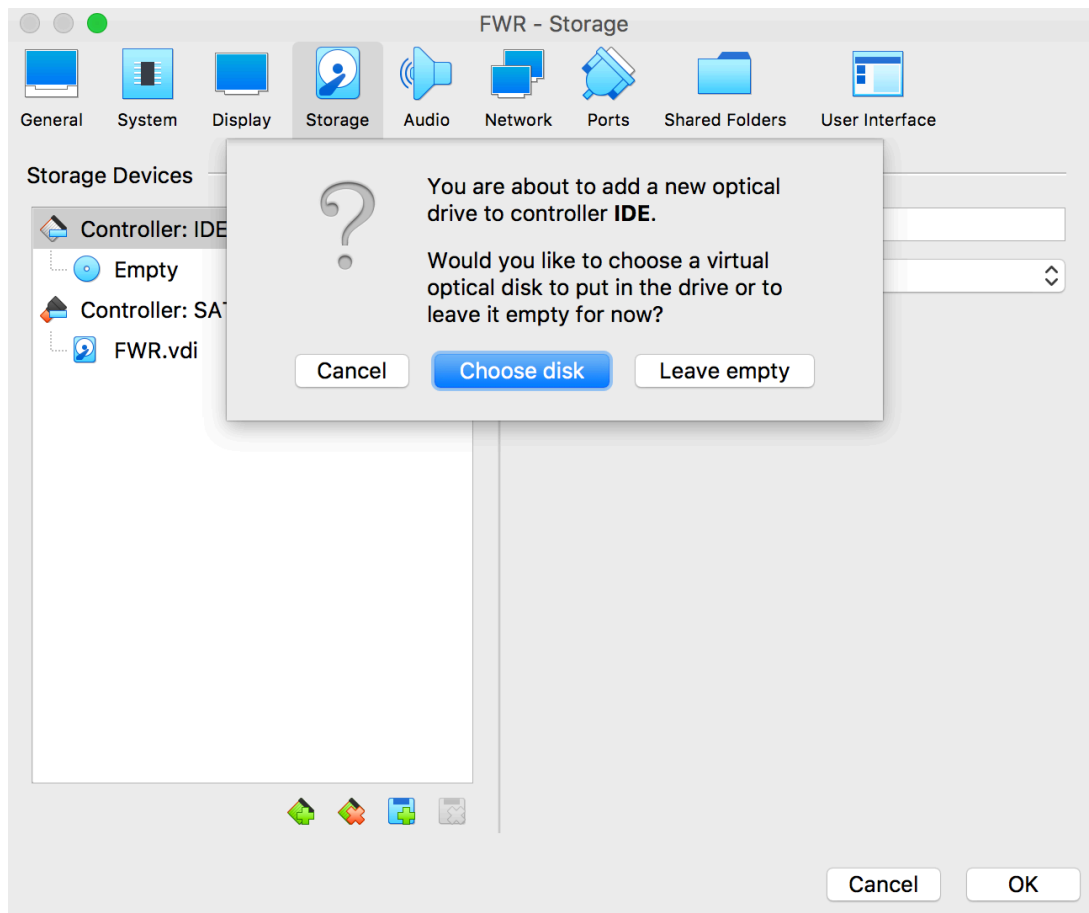 FWR - Storage
General System Display Storage Audio Network Ports Shared Folders User Interface
Storage Devices
Controller: IDE
Empty
Controller: SAT
FWR.vdi
You are about to add a new optical
drive to controller IDE.
Would you like to choose a virtual
optical disk to put in the drive or to
leave it empty for now?
Cancel Choose disk Leave empty
Cancel OK